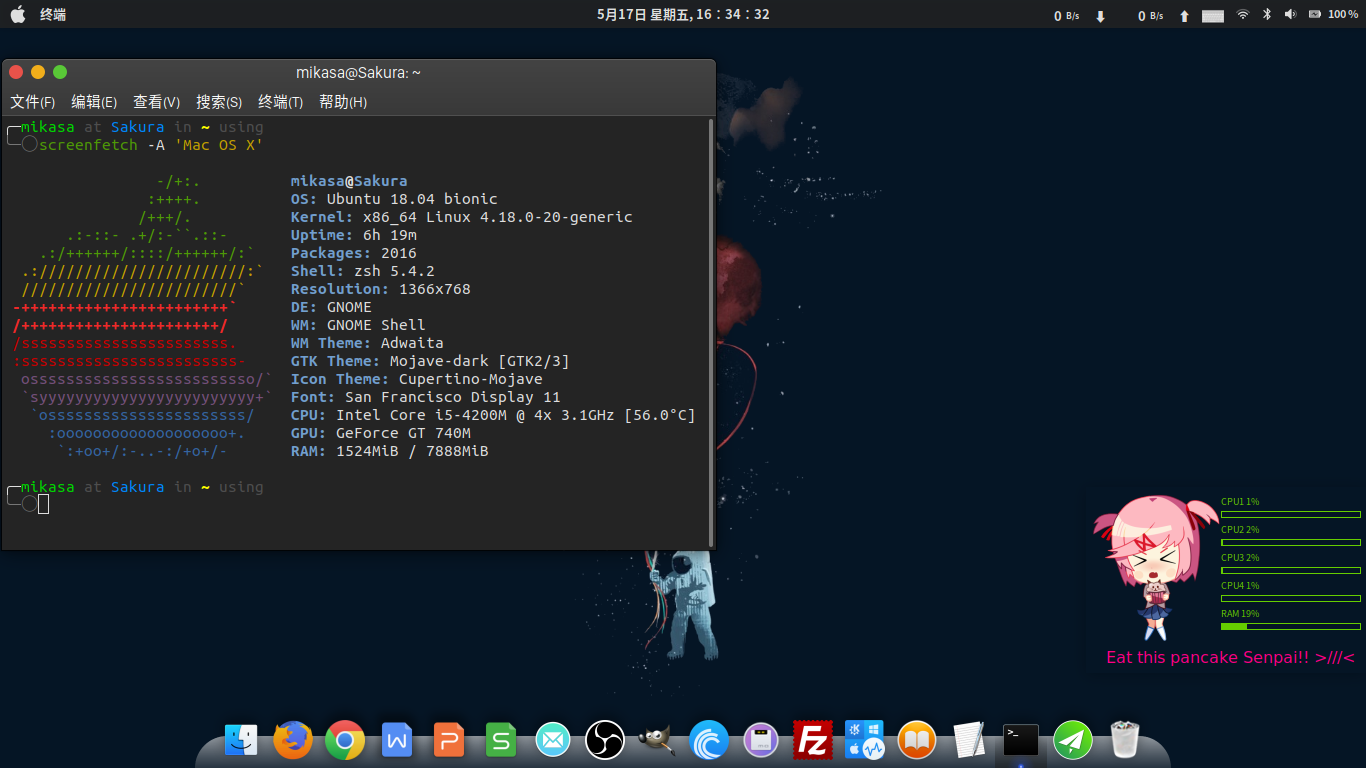 终端
5月17日 星期五, 16∶34∶32
0 B/s
0 B/s
100 %
mikasa@Sakura: ~
文件(F) 编辑(E) 查看(V) 搜索(S) 终端(T) 帮助(H)
mikasa at Sakura in ~ using
screenfetch -A 'Mac OS X'
-/+:. mikasa@Sakura
:++++. OS: Ubuntu 18.04 bionic
/+++/. Kernel: x86_64 Linux 4.18.0-20-generic
.:-::- .+/:-``.::- Uptime: 6h 19m
.:/++++++/::::/++++++/:` Packages: 2016
.:///////////////////////:` Shell: zsh 5.4.2
////////////////////////` Resolution: 1366x768
-+++++++++++++++++++++++` DE: GNOME
/++++++++++++++++++++++/ WM: GNOME Shell
/sssssssssssssssssssssss. WM Theme: Adwaita
:ssssssssssssssssssssssss- GTK Theme: Mojave-dark [GTK2/3]
osssssssssssssssssssssssso/` Icon Theme: Cupertino-Mojave
`syyyyyyyyyyyyyyyyyyyyyyyy+` Font: San Francisco Display 11
`ossssssssssssssssssssss/ CPU: Intel Core i5-4200M @ 4x 3.1GHz [56.0°C]
:ooooooooooooooooooo+. GPU: GeForce GT 740M
`:+oo+/:-..-:/+o+/- RAM: 1524MiB / 7888MiB
mikasa at Sakura in ~ using
CPU1 1%
CPU2 2%
CPU3 2%
CPU4 1%
RAM 19%
Eat this pancake Senpai!! >///<
W
P
S
Fz
>_